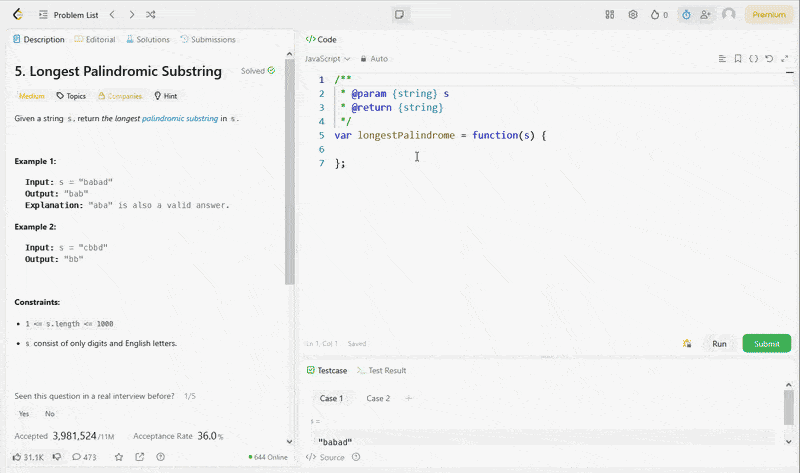 Problem List
0
Premium
Description
Editorial
Solutions
Submissions
5. Longest Palindromic Substring
Solved
Medium
Topics
Companies
Hint
Given a string s, return the longest palindromic substring in s.
Example 1:
Input: s = "babad"
Output: "bab"
Explanation: "aba" is also a valid answer.
Example 2:
Input: s = "cbbd"
Output: "bb"
Constraints:
• 1 <= s.length <= 1000
• s consist of only digits and English letters.
Seen this question in a real interview before? 1/5
Yes No
Accepted 3,981,524/11M Acceptance Rate 36.0%
31.1K 473 644 Online
</> Code
JavaScript Auto
1 /**
2 * @param {string} s
3 * @return {string}
4 */
5 var longestPalindrome = function(s) {
6
7 };
Ln 1, Col 1 Saved
Run
Submit
Testcase
>_ Test Result
Case 1 Case 2 +
s =
"babad"
</> Source